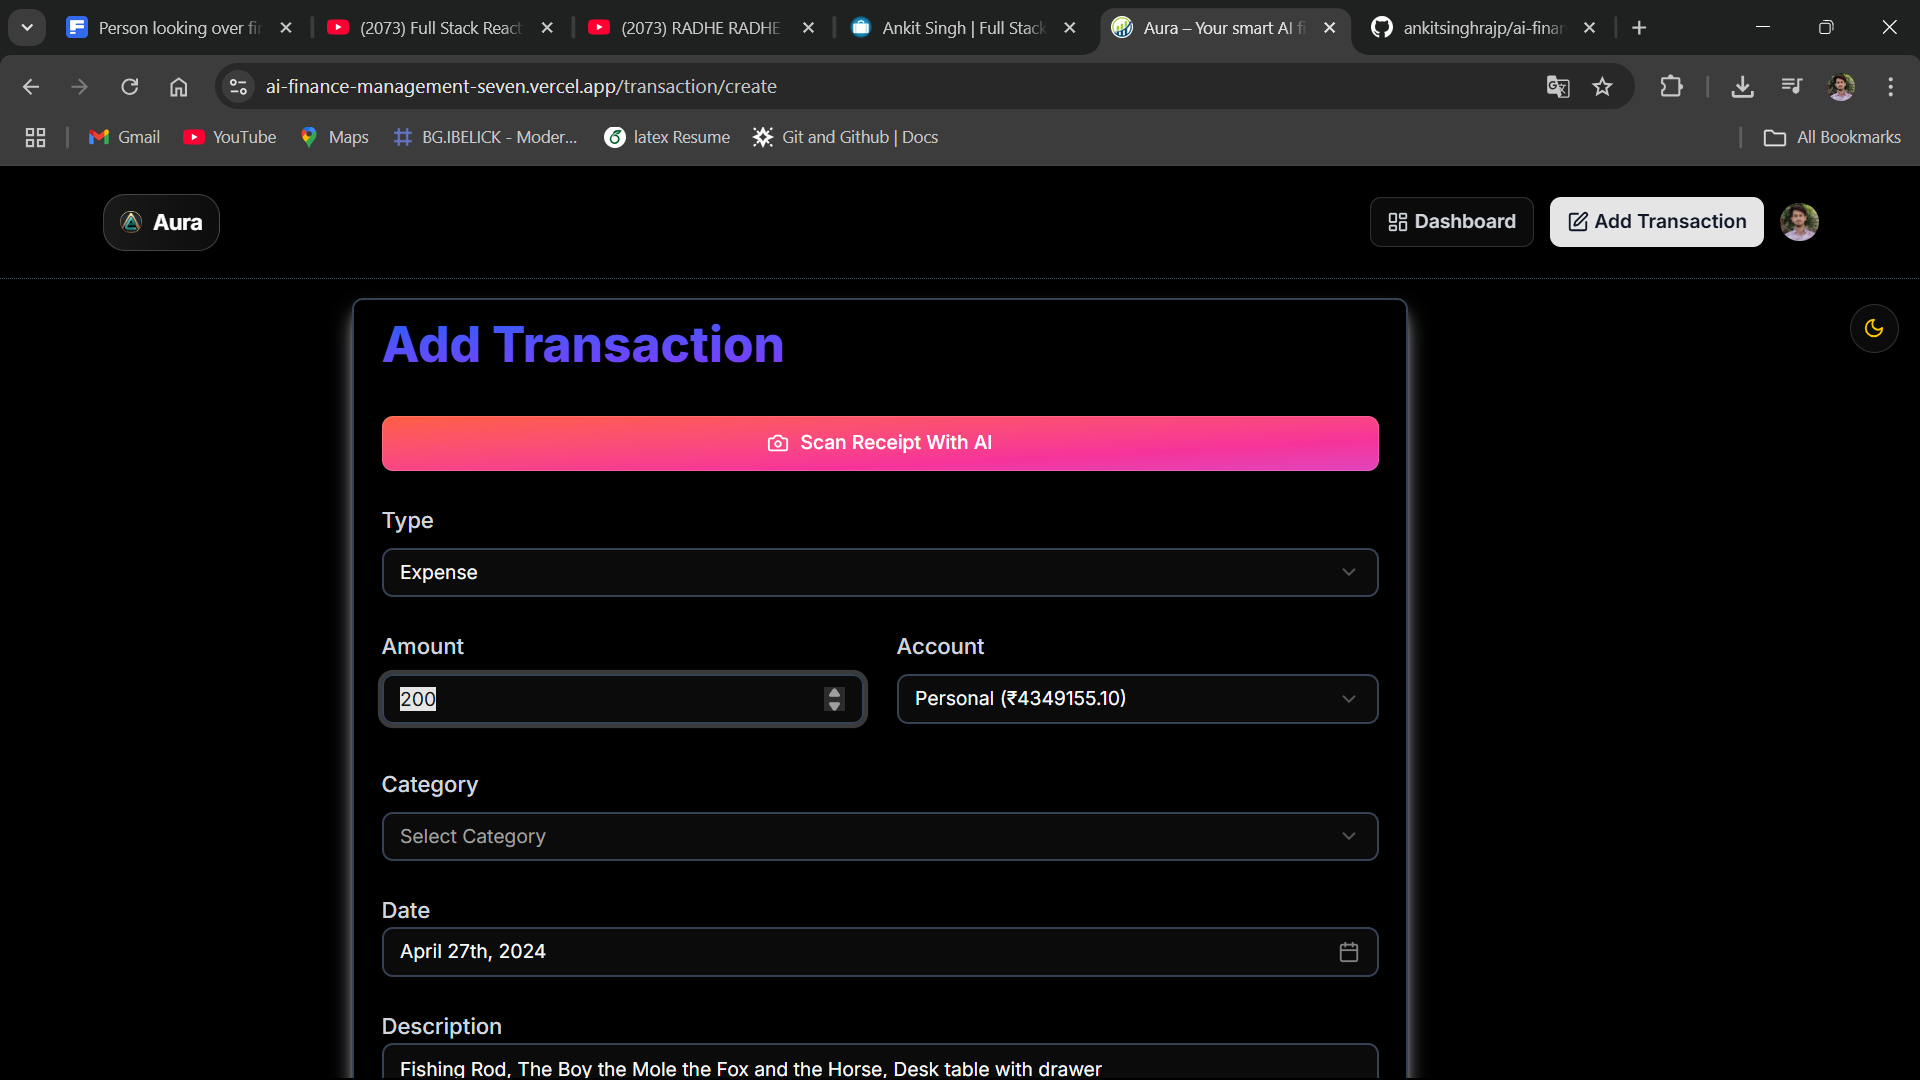 Person looking over fi
(2073) Full Stack React
(2073) RADHE RADHE
Ankit Singh | Full Stack
Aura – Your smart AI fi
ankitsinghrajp/ai-finan
ai-finance-management-seven.vercel.app/transaction/create
Gmail
YouTube
Maps
BG.IBELICK - Moder...
latex Resume
Git and Github | Docs
All Bookmarks
Aura
Dashboard
Add Transaction
Add Transaction
Scan Receipt With AI
Type
Expense
Amount
Account
200
Personal (₹4349155.10)
Category
Select Category
Date
April 27th, 2024
Description
Fishing Rod, The Boy the Mole the Fox and the Horse, Desk table with drawer